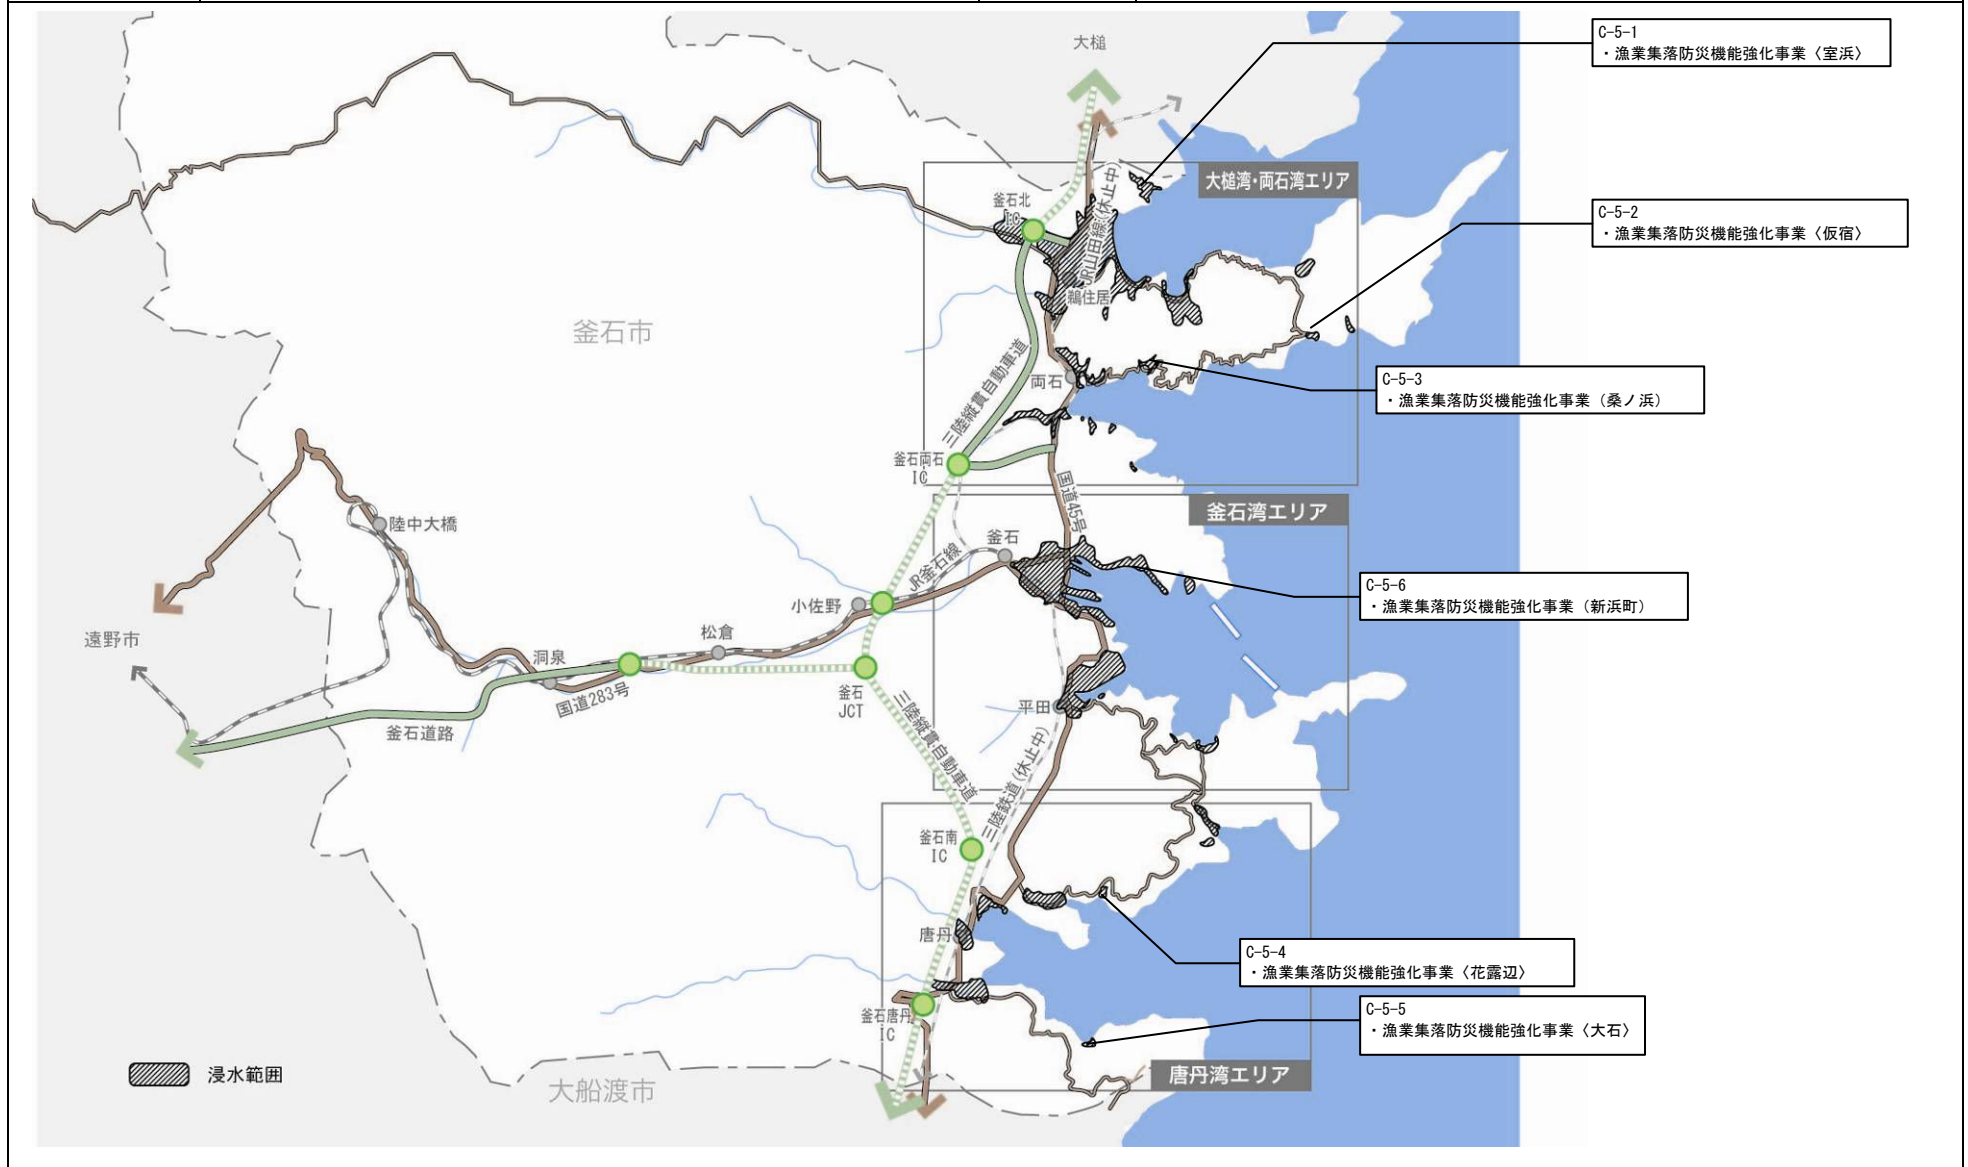 C-5-1
・漁業集落防災機能強化事業〈室浜〉
大槌
大槌湾・両石湾エリア
釜石北
IC
JR山田線(休止中)
C-5-2
・漁業集落防災機能強化事業〈仮宿〉
鵜住居
釜石市
三陸縦貫自動車道
両石
C-5-3
・漁業集落防災機能強化事業（桑ノ浜）
釜石両石
IC
国道45号
釜石湾エリア
陸中大橋
釜石
JR釜石線
C-5-6
・漁業集落防災機能強化事業（新浜町）
小佐野
遠野市
松倉
洞泉
国道283号
釜石
JCT
平田
釜石道路
三陸縦貫自動車道
三陸鉄道(休止中)
釜石南
IC
唐丹
C-5-4
・漁業集落防災機能強化事業〈花露辺〉
C-5-5
・漁業集落防災機能強化事業〈大石〉
釜石唐丹
IC
唐丹湾エリア
浸水範囲
大船渡市